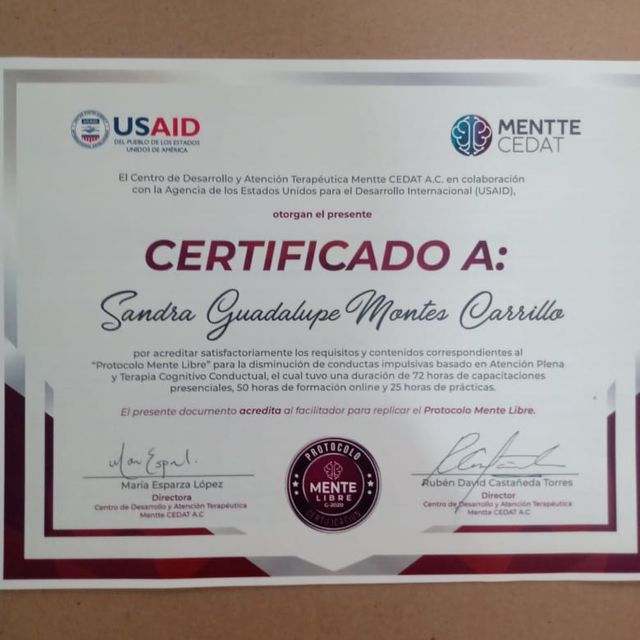 USAID
DEL PUEBLO DE LOS ESTADOS
UNIDOS DE AMÉRICA
MENTTE
CEDAT
El Centro de Desarrollo y Atención Terapéutica Mentte CEDAT A.C. en colaboración
con la Agencia de los Estados Unidos para el Desarrollo Internacional (USAID),
otorgan el presente
CERTIFICADO A:
Sandra Guadalupe Montes Carrillo
por acreditar satisfactoriamente los requisitos y contenidos correspondientes al
"Protocolo Mente Libre" para la disminución de conductas impulsivas basado en Atención Plena
y Terapia Cognitivo Conductual, el cual tuvo una duración de 72 horas de capacitaciones
presenciales, 50 horas de formación online y 25 horas de prácticas.
El presente documento acredita al facilitador para replicar el Protocolo Mente Libre.
María Esparza López
Directora
Centro de Desarrollo y Atención Terapéutica
Mentte CEDAT A.C
PROTOCOLO
MENTE
LIBRE
G-2020
CERTIFICACIÓN
Rubén David Castañeda Torres
Director
Centro de Desarrollo y Atención Terapéutica
Mentte CEDAT A.C